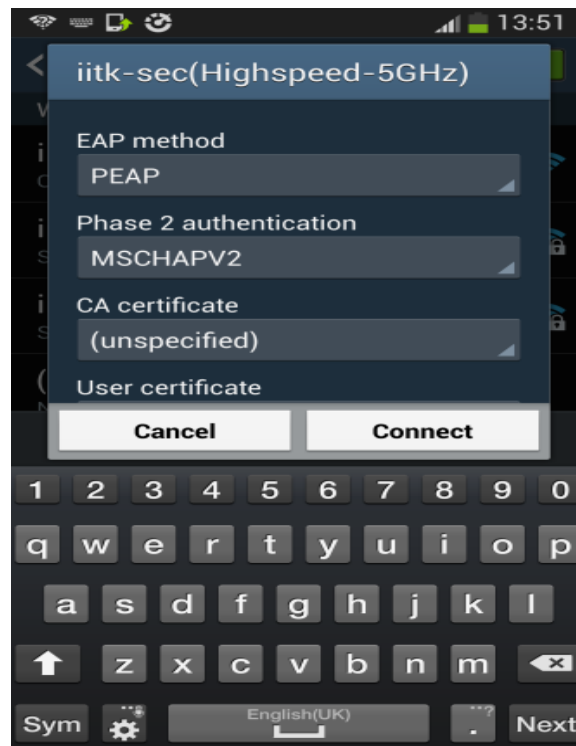 13:51
iitk-sec(Highspeed-5GHz)
EAP method
PEAP
Phase 2 authentication
MSCHAPV2
CA certificate
(unspecified)
User certificate
Cancel Connect
1 2 3 4 5 6 7 8 9 0
q w e r t y u i o p
a s d f g h j k l
z x c v b n m
Sym English(UK) . ? Next